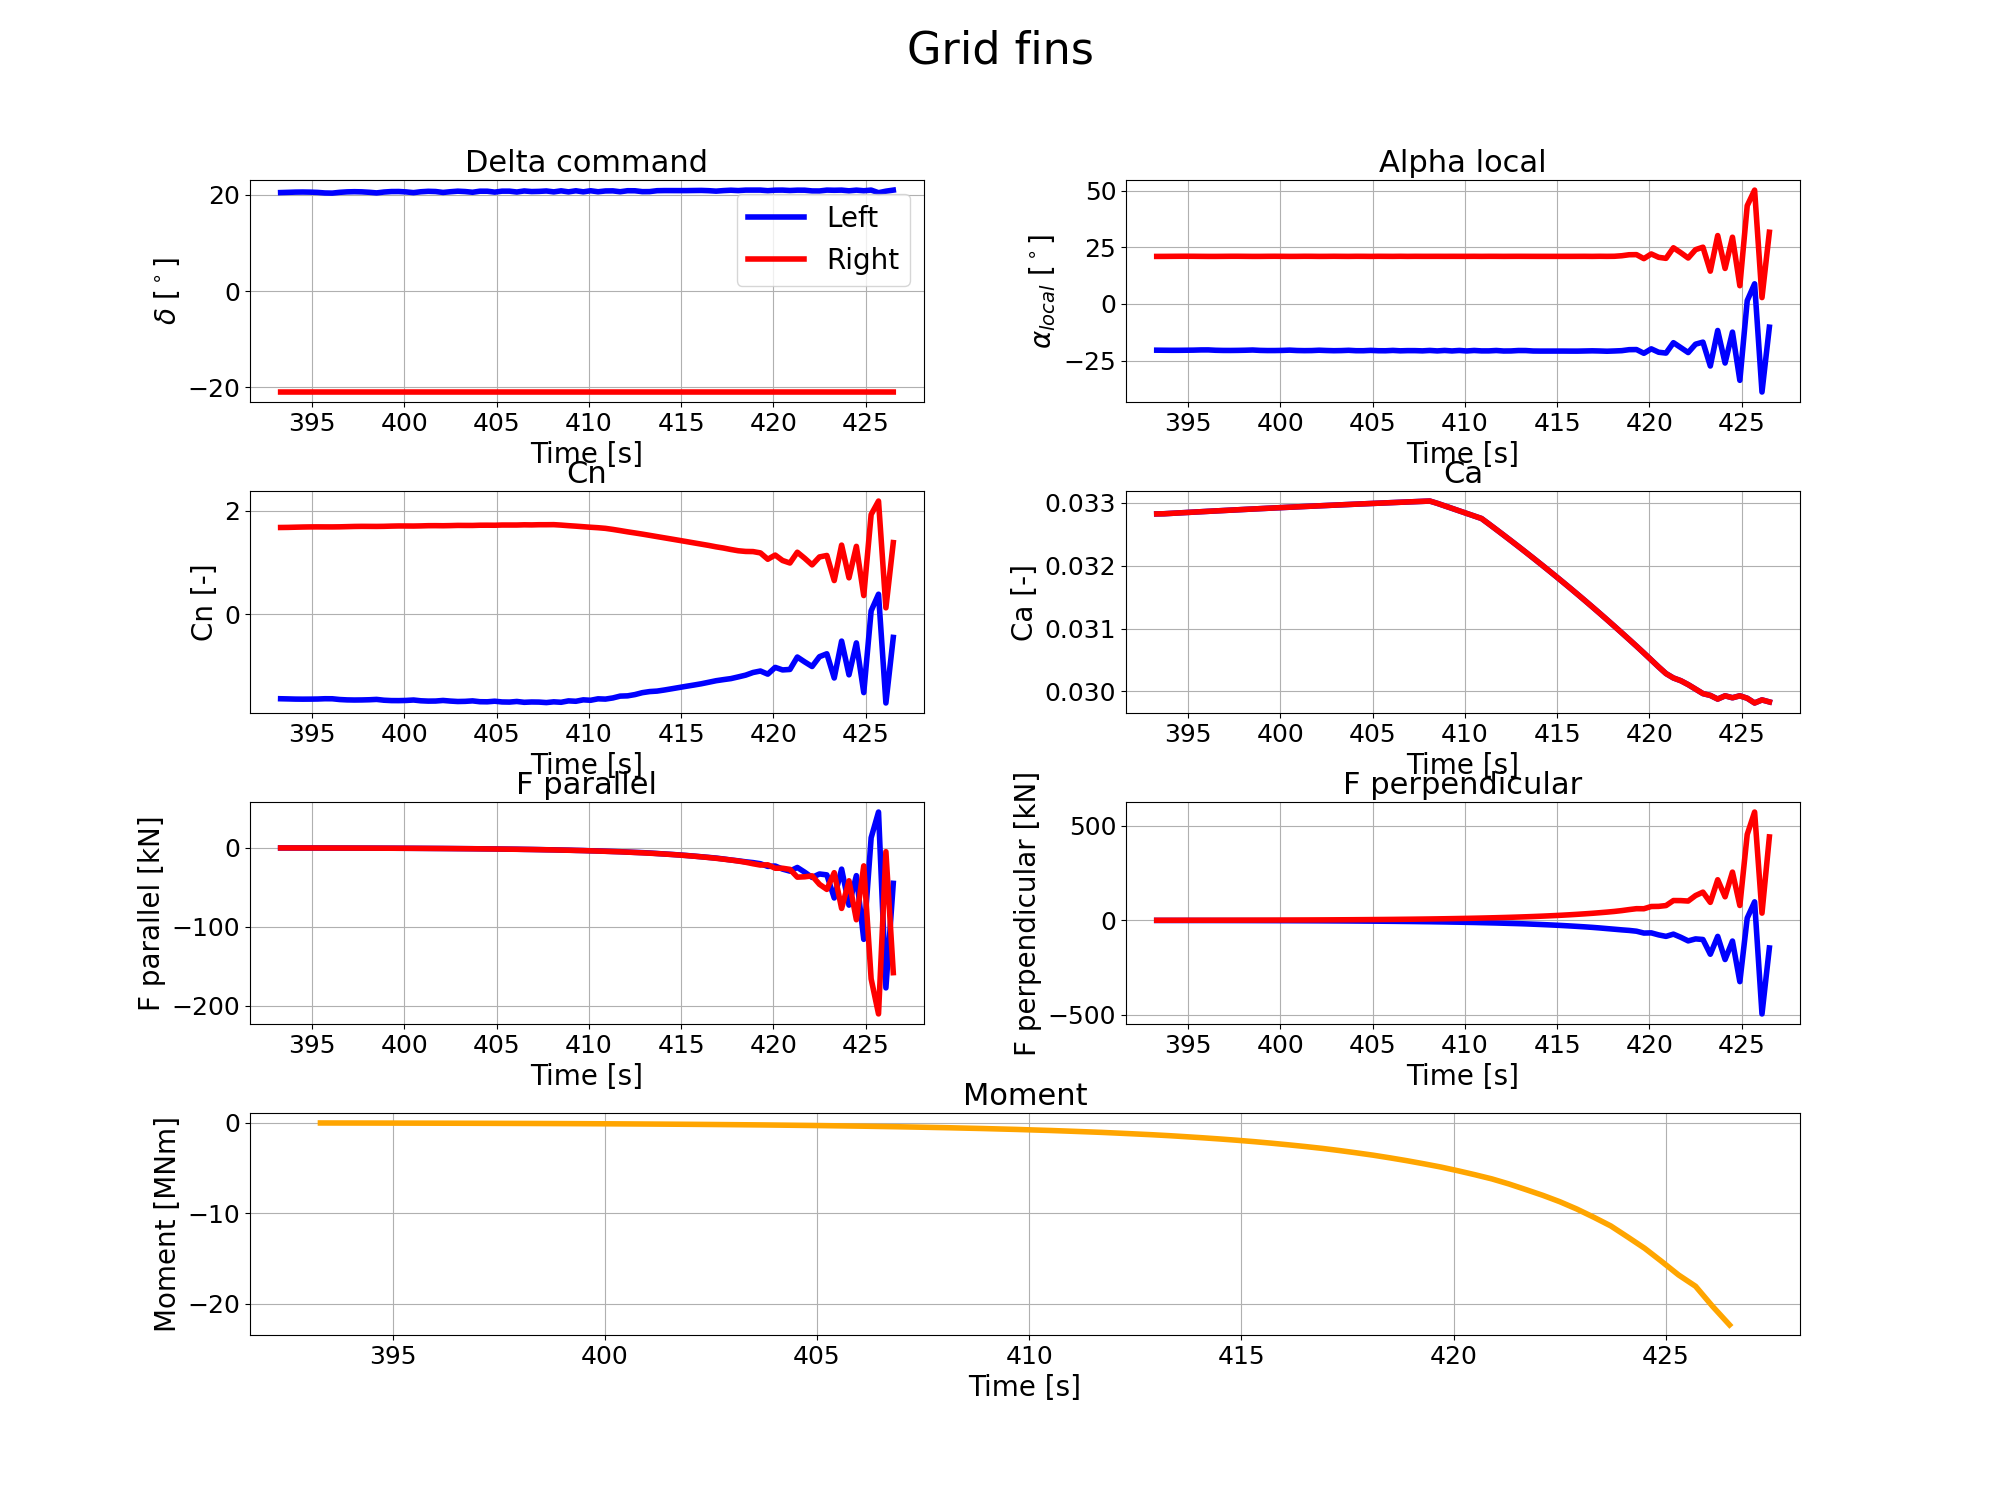 Grid fins
Delta command
δ [°]
20
0
−20
Left
Right
395 400 405 410 415 420 425
Time [s]
Alpha local
α_local [°]
50
25
0
−25
395 400 405 410 415 420 425
Time [s]
Cn
Cn [-]
2
0
395 400 405 410 415 420 425
Time [s]
Ca
Ca [-]
0.033
0.032
0.031
0.030
395 400 405 410 415 420 425
Time [s]
F parallel
F parallel [kN]
0
−100
−200
395 400 405 410 415 420 425
Time [s]
F perpendicular
F perpendicular [kN]
500
0
−500
395 400 405 410 415 420 425
Time [s]
Moment
Moment [MNm]
0
−10
−20
395 400 405 410 415 420 425
Time [s]